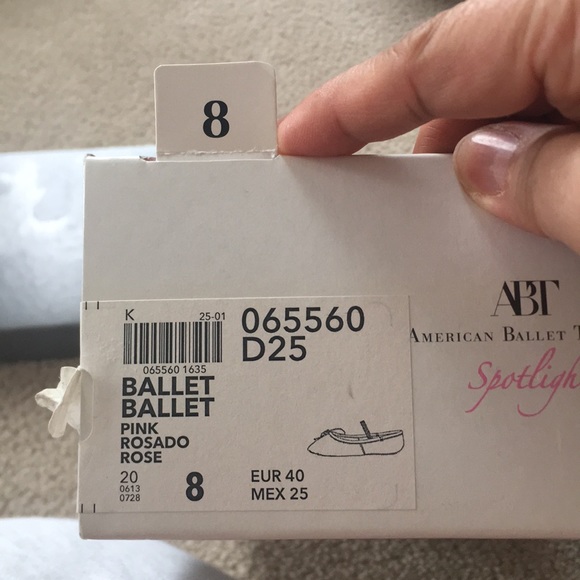 8
K 25-01
065560
D25
065560 1635
BALLET
BALLET
PINK
ROSADO
ROSE
20
0613
0728
8
EUR 40
MEX 25
ABT
AMERICAN BALLET